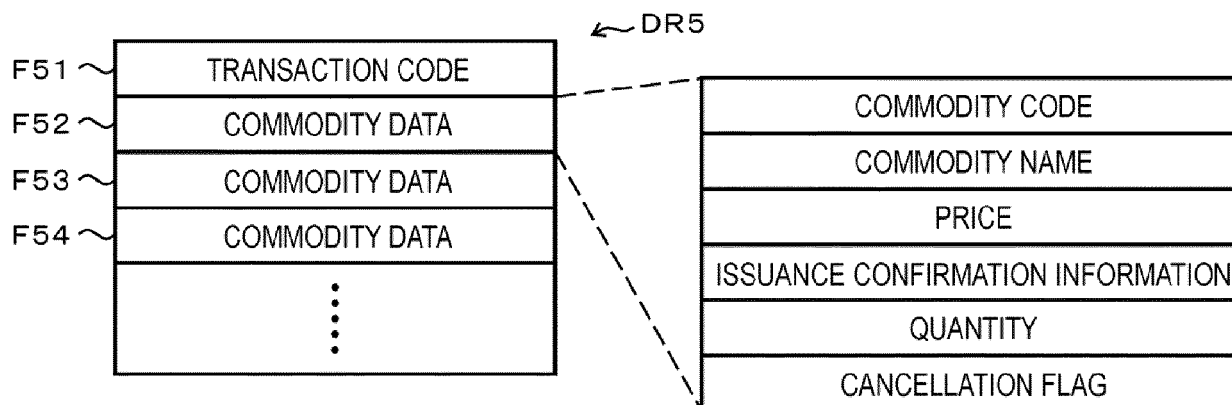 DR5
F51 TRANSACTION CODE
F52 COMMODITY DATA
F53 COMMODITY DATA
F54 COMMODITY DATA
COMMODITY CODE
COMMODITY NAME
PRICE
ISSUANCE CONFIRMATION INFORMATION
QUANTITY
CANCELLATION FLAG